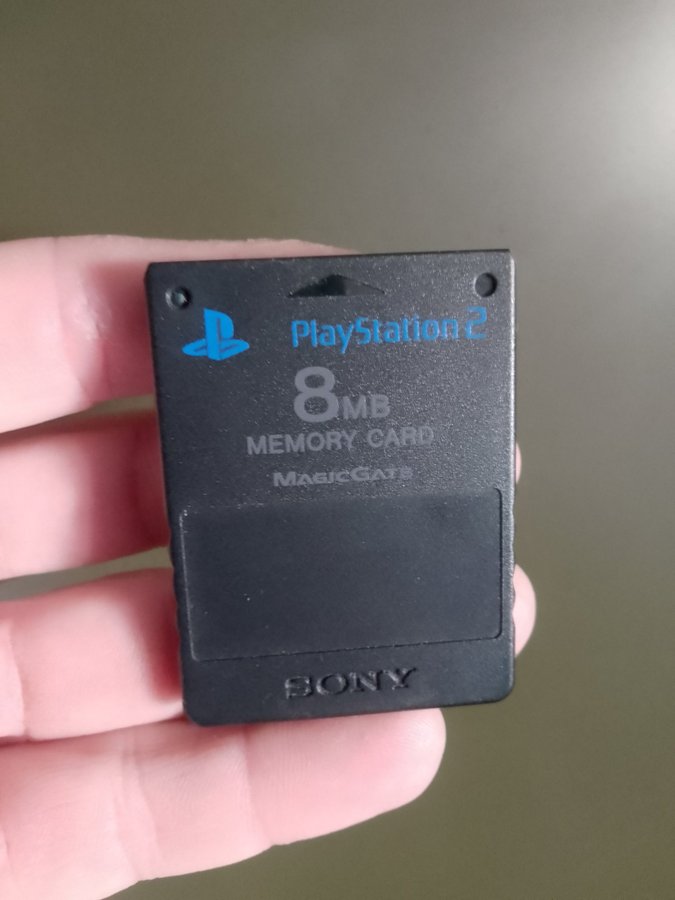 PlayStation 2
8MB
MEMORY CARD
MAGICGATE
SONY